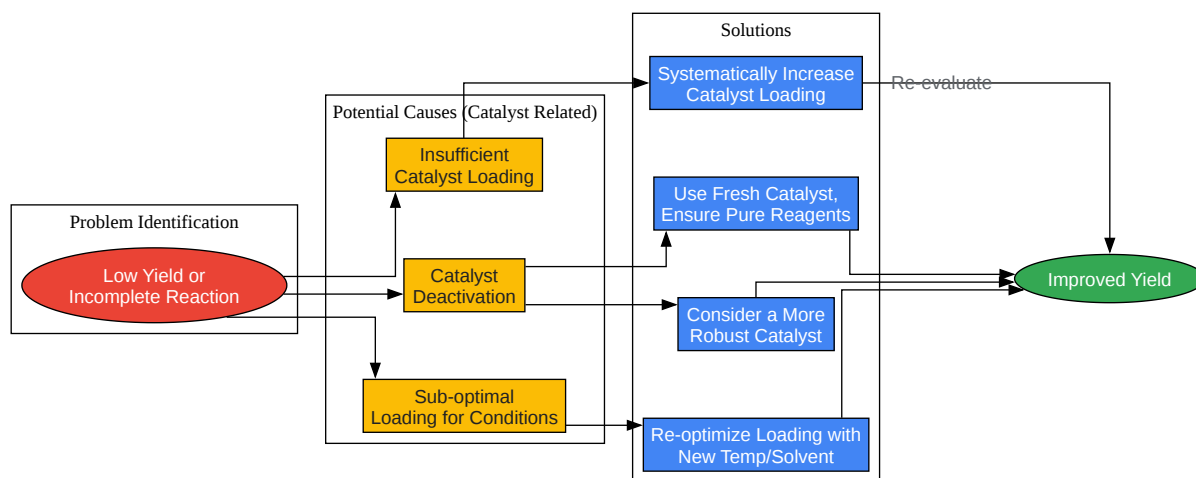 Problem Identification
Low Yield or
Incomplete Reaction
Potential Causes (Catalyst Related)
Insufficient
Catalyst Loading
Catalyst
Deactivation
Sub-optimal
Loading for Conditions
Solutions
Systematically Increase
Catalyst Loading
Use Fresh Catalyst,
Ensure Pure Reagents
Consider a More
Robust Catalyst
Re-optimize Loading with
New Temp/Solvent
Re-evaluate
Improved Yield